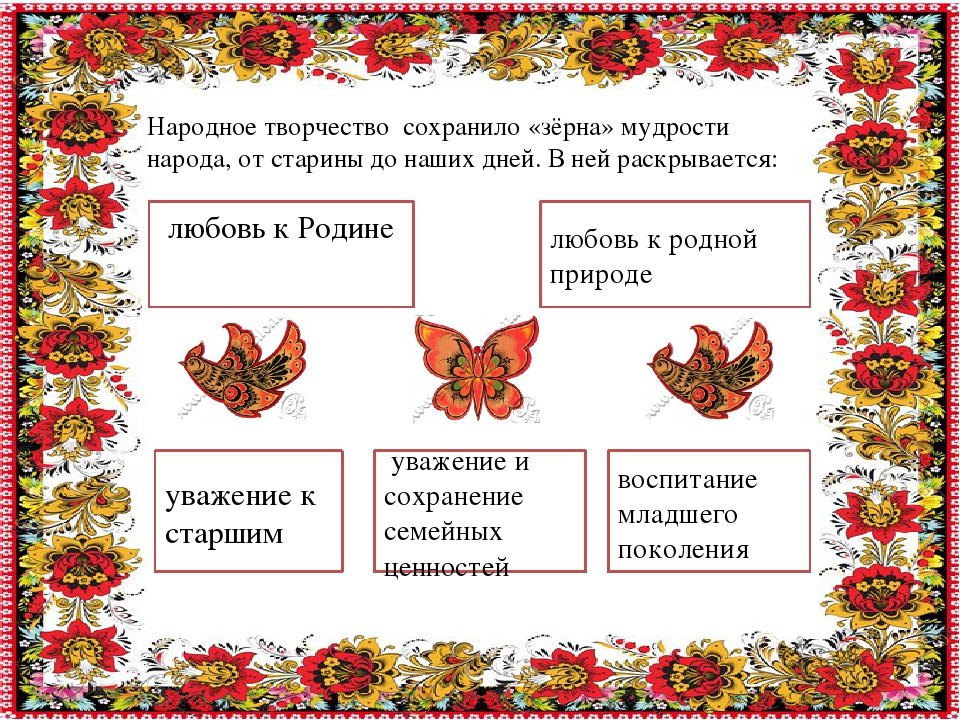 Народное творчество сохранило «зёрна» мудрости
народа, от старины до наших дней. В ней раскрывается:
любовь к Родине
любовь к родной
природе
уважение к
старшим
уважение и
сохранение
семейных
ценностей
воспитание
младшего
поколения